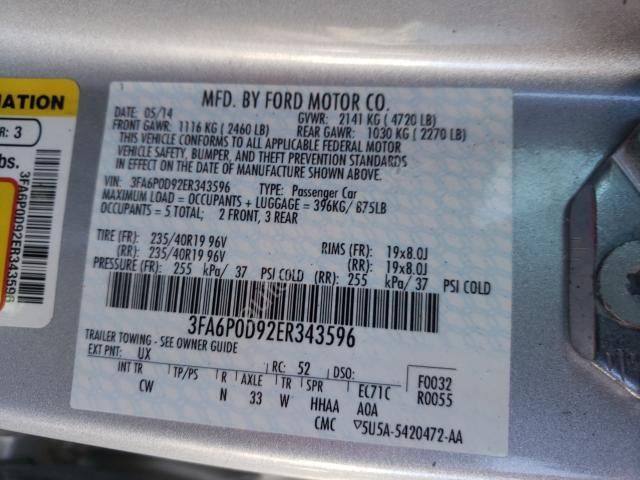 MFD. BY FORD MOTOR CO.
DATE: 05/14 GVWR: 2141 KG ( 4720 LB)
FRONT GAWR: 1116 KG ( 2460 LB) REAR GAWR: 1030 KG ( 2270 LB)
THIS VEHICLE CONFORMS TO ALL APPLICABLE FEDERAL MOTOR
VEHICLE SAFETY, BUMPER, AND THEFT PREVENTION STANDARDS
IN EFFECT ON THE DATE OF MANUFACTURE SHOWN ABOVE.
VIN: 3FA6P0D92ER343596 TYPE: Passenger Car
MAXIMUM LOAD = OCCUPANTS + LUGGAGE = 396KG/ 875LB
OCCUPANTS = 5 TOTAL; 2 FRONT, 3 REAR
TIRE (FR): 235/40R19 96V RIMS (FR): 19x8.0J
(RR): 235/40R19 96V (RR): 19x8.0J
PRESSURE (FR): 255 kPa/ 37 PSI COLD (RR): 255 kPa/ 37 PSI COLD
3FA6P0D92ER343596
TRAILER TOWING - SEE OWNER GUIDE
EXT PNT: UX RC: 52 DSO: F0032
INT TR TP/PS R AXLE TR SPR EC71C R0055
CW N 33 W HHAA A0A
CMC ▽5U5A-5420472-AA
MATION
R: 3
bs.
3FA6P0D92ER343596